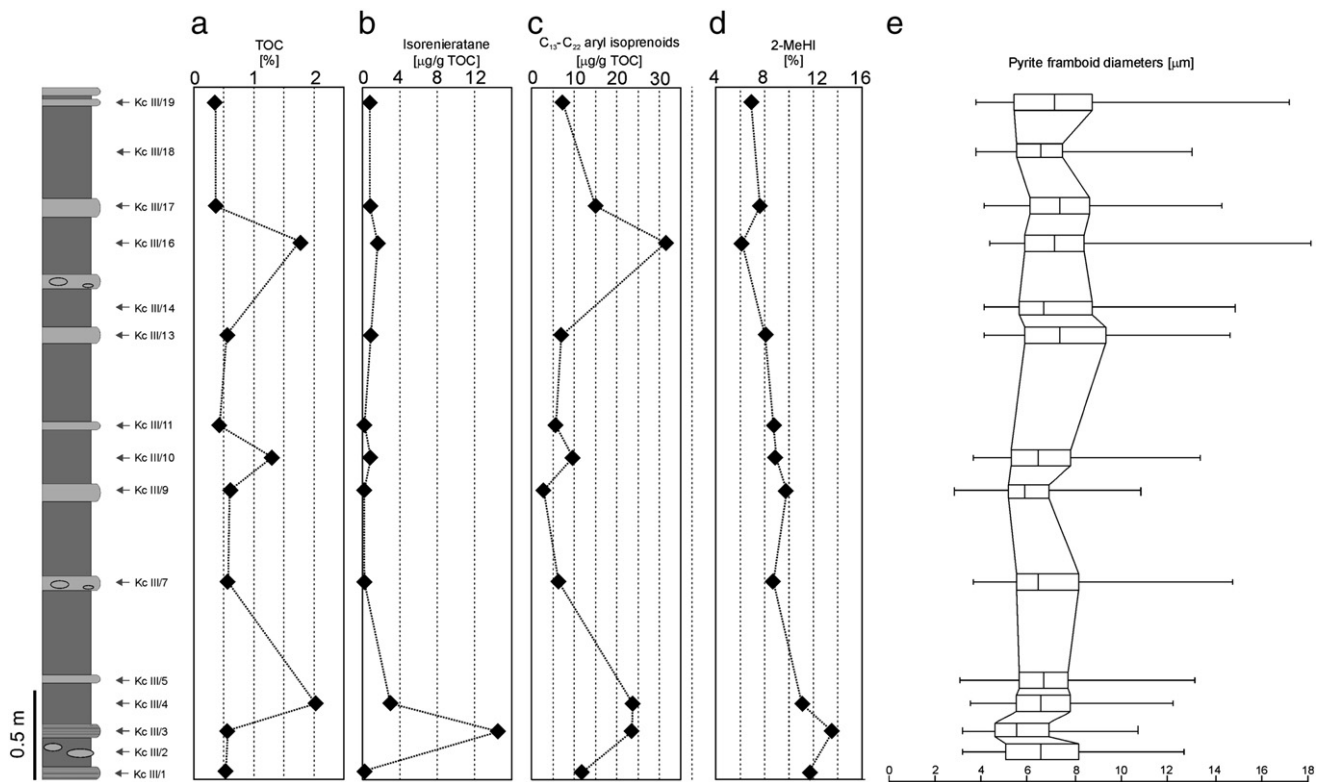 a b c d e
TOC
[%]
Isorenieratane
[μg/g TOC]
C₁₃-C₂₂ aryl isoprenoids
[μg/g TOC]
2-MeHI
[%]
Pyrite framboid diameters [μm]
0 1 2
0 4 8 14
0 10 20 30
4 8 12 16
Kc III/19
Kc III/18
Kc III/17
Kc III/16
Kc III/14
Kc III/13
Kc III/11
Kc III/10
Kc III/9
Kc III/7
Kc III/5
Kc III/4
Kc III/3
Kc III/2
Kc III/1
0.5 m
0 2 4 6 8 10 12 14 16 18